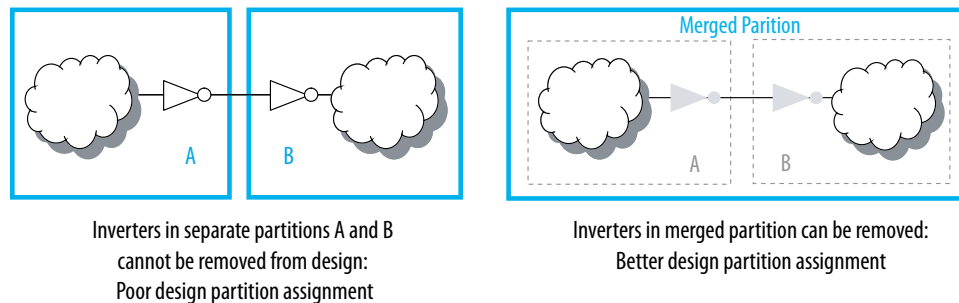 A
B
Inverters in separate partitions A and B
cannot be removed from design:
Poor design partition assignment
Merged Parition
A
B
Inverters in merged partition can be removed:
Better design partition assignment